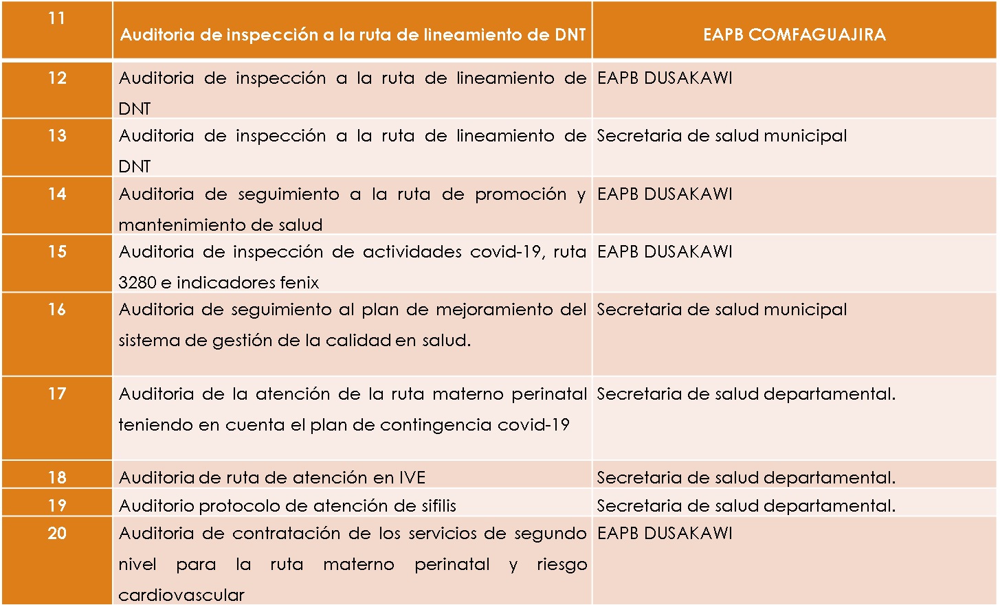 11
Auditoria de inspección a la ruta de lineamiento de DNT
EAPB COMFAGUAJIRA
12
Auditoria de inspección a la ruta de lineamiento de
DNT
EAPB DUSAKAWI
13
Auditoria de inspección a la ruta de lineamiento de
DNT
Secretaria de salud municipal
14
Auditoria de seguimiento a la ruta de promoción y
mantenimiento de salud
EAPB DUSAKAWI
15
Auditoria de inspección de actividades covid-19, ruta
3280 e indicadores fenix
EAPB DUSAKAWI
16
Auditoria de seguimiento al plan de mejoramiento del
sistema de gestión de la calidad en salud.
Secretaria de salud municipal
17
Auditoria de la atención de la ruta materno perinatal
teniendo en cuenta el plan de contingencia covid-19
Secretaria de salud departamental.
18
Auditoria de ruta de atención en IVE
Secretaria de salud departamental.
19
Auditorio protocolo de atención de sifilis
Secretaria de salud departamental.
20
Auditoria de contratación de los servicios de segundo
nivel para la ruta materno perinatal y riesgo
cardiovascular
EAPB DUSAKAWI